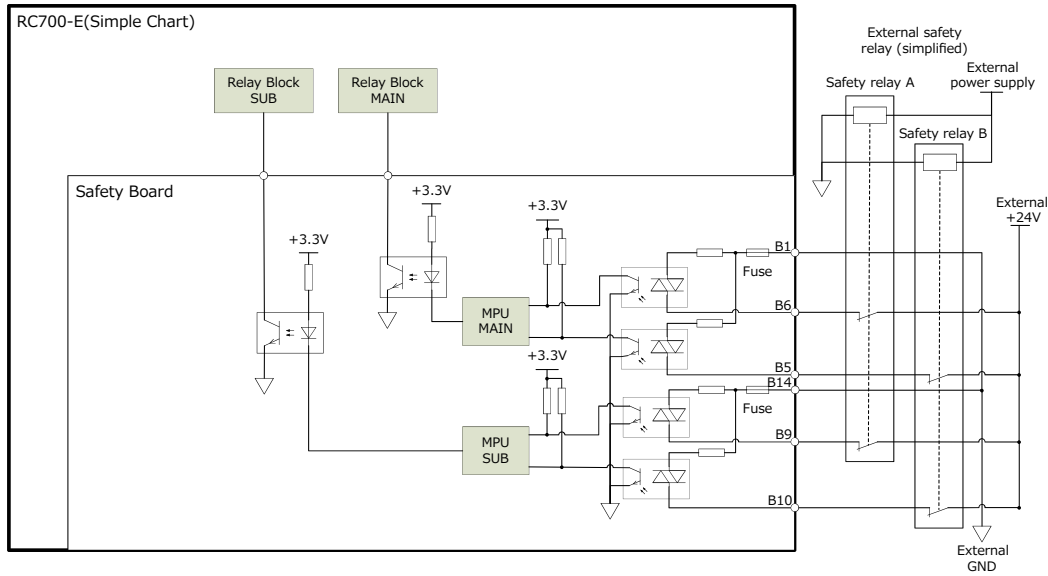 RC700-E(Simple Chart)
External safety
relay (simplified)
External
power supply
Safety relay A
Relay Block
SUB
Relay Block
MAIN
Safety relay B
Safety Board
+3.3V
+3.3V
External
+24V
+3.3V
B1
Fuse
MPU
MAIN
B6
+3.3V
B5
B14
Fuse
MPU
SUB
B9
B10
External
GND